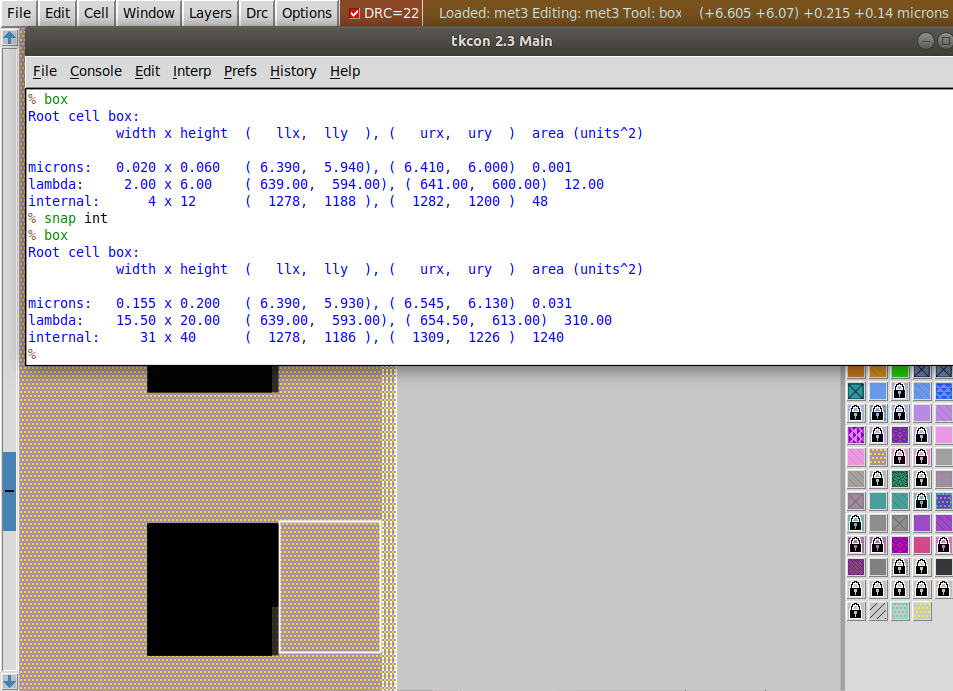 File Edit Cell Window Layers Drc Options DRC=22 Loaded: met3 Editing: met3 Tool: box (+6.605 +6.07) +0.215 +0.14 microns
tkcon 2.3 Main
File Console Edit Interp Prefs History Help
% box
Root cell box:
width x height ( llx, lly ), ( urx, ury ) area (units^2)
microns: 0.020 x 0.060 ( 6.390, 5.940), ( 6.410, 6.000) 0.001
lambda: 2.00 x 6.00 ( 639.00, 594.00), ( 641.00, 600.00) 12.00
internal: 4 x 12 ( 1278, 1188 ), ( 1282, 1200 ) 48
% snap int
% box
Root cell box:
width x height ( llx, lly ), ( urx, ury ) area (units^2)
microns: 0.155 x 0.200 ( 6.390, 5.930), ( 6.545, 6.130) 0.031
lambda: 15.50 x 20.00 ( 639.00, 593.00), ( 654.50, 613.00) 310.00
internal: 31 x 40 ( 1278, 1186 ), ( 1309, 1226 ) 1240
%